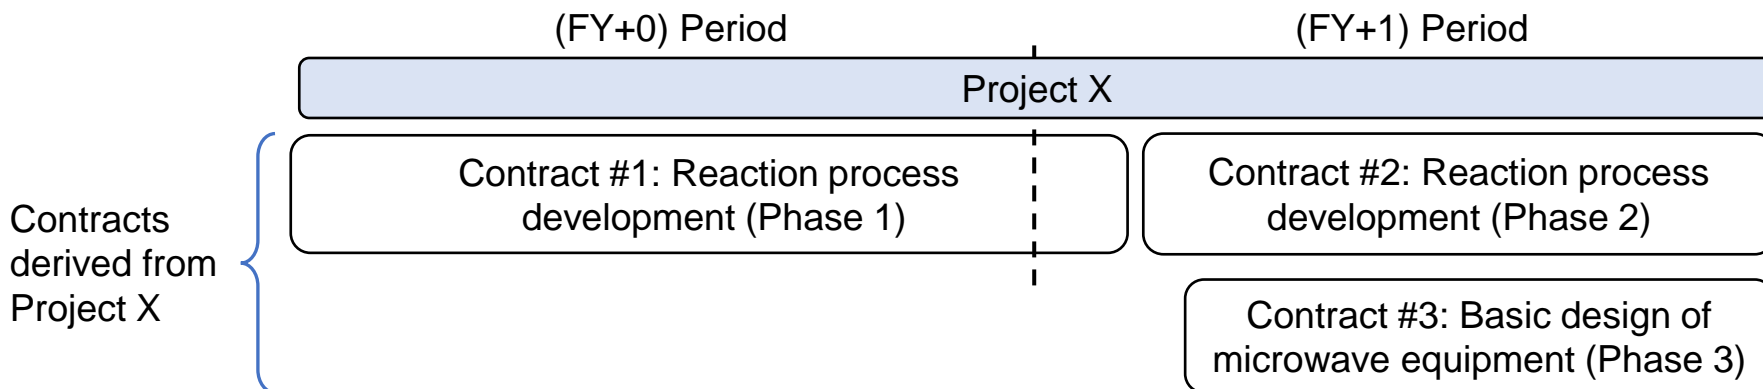 (FY+0) Period
(FY+1) Period
Project X
Contract #1: Reaction process
development (Phase 1)
Contract #2: Reaction process
development (Phase 2)
Contracts
derived from
Project X
Contract #3: Basic design of
microwave equipment (Phase 3)